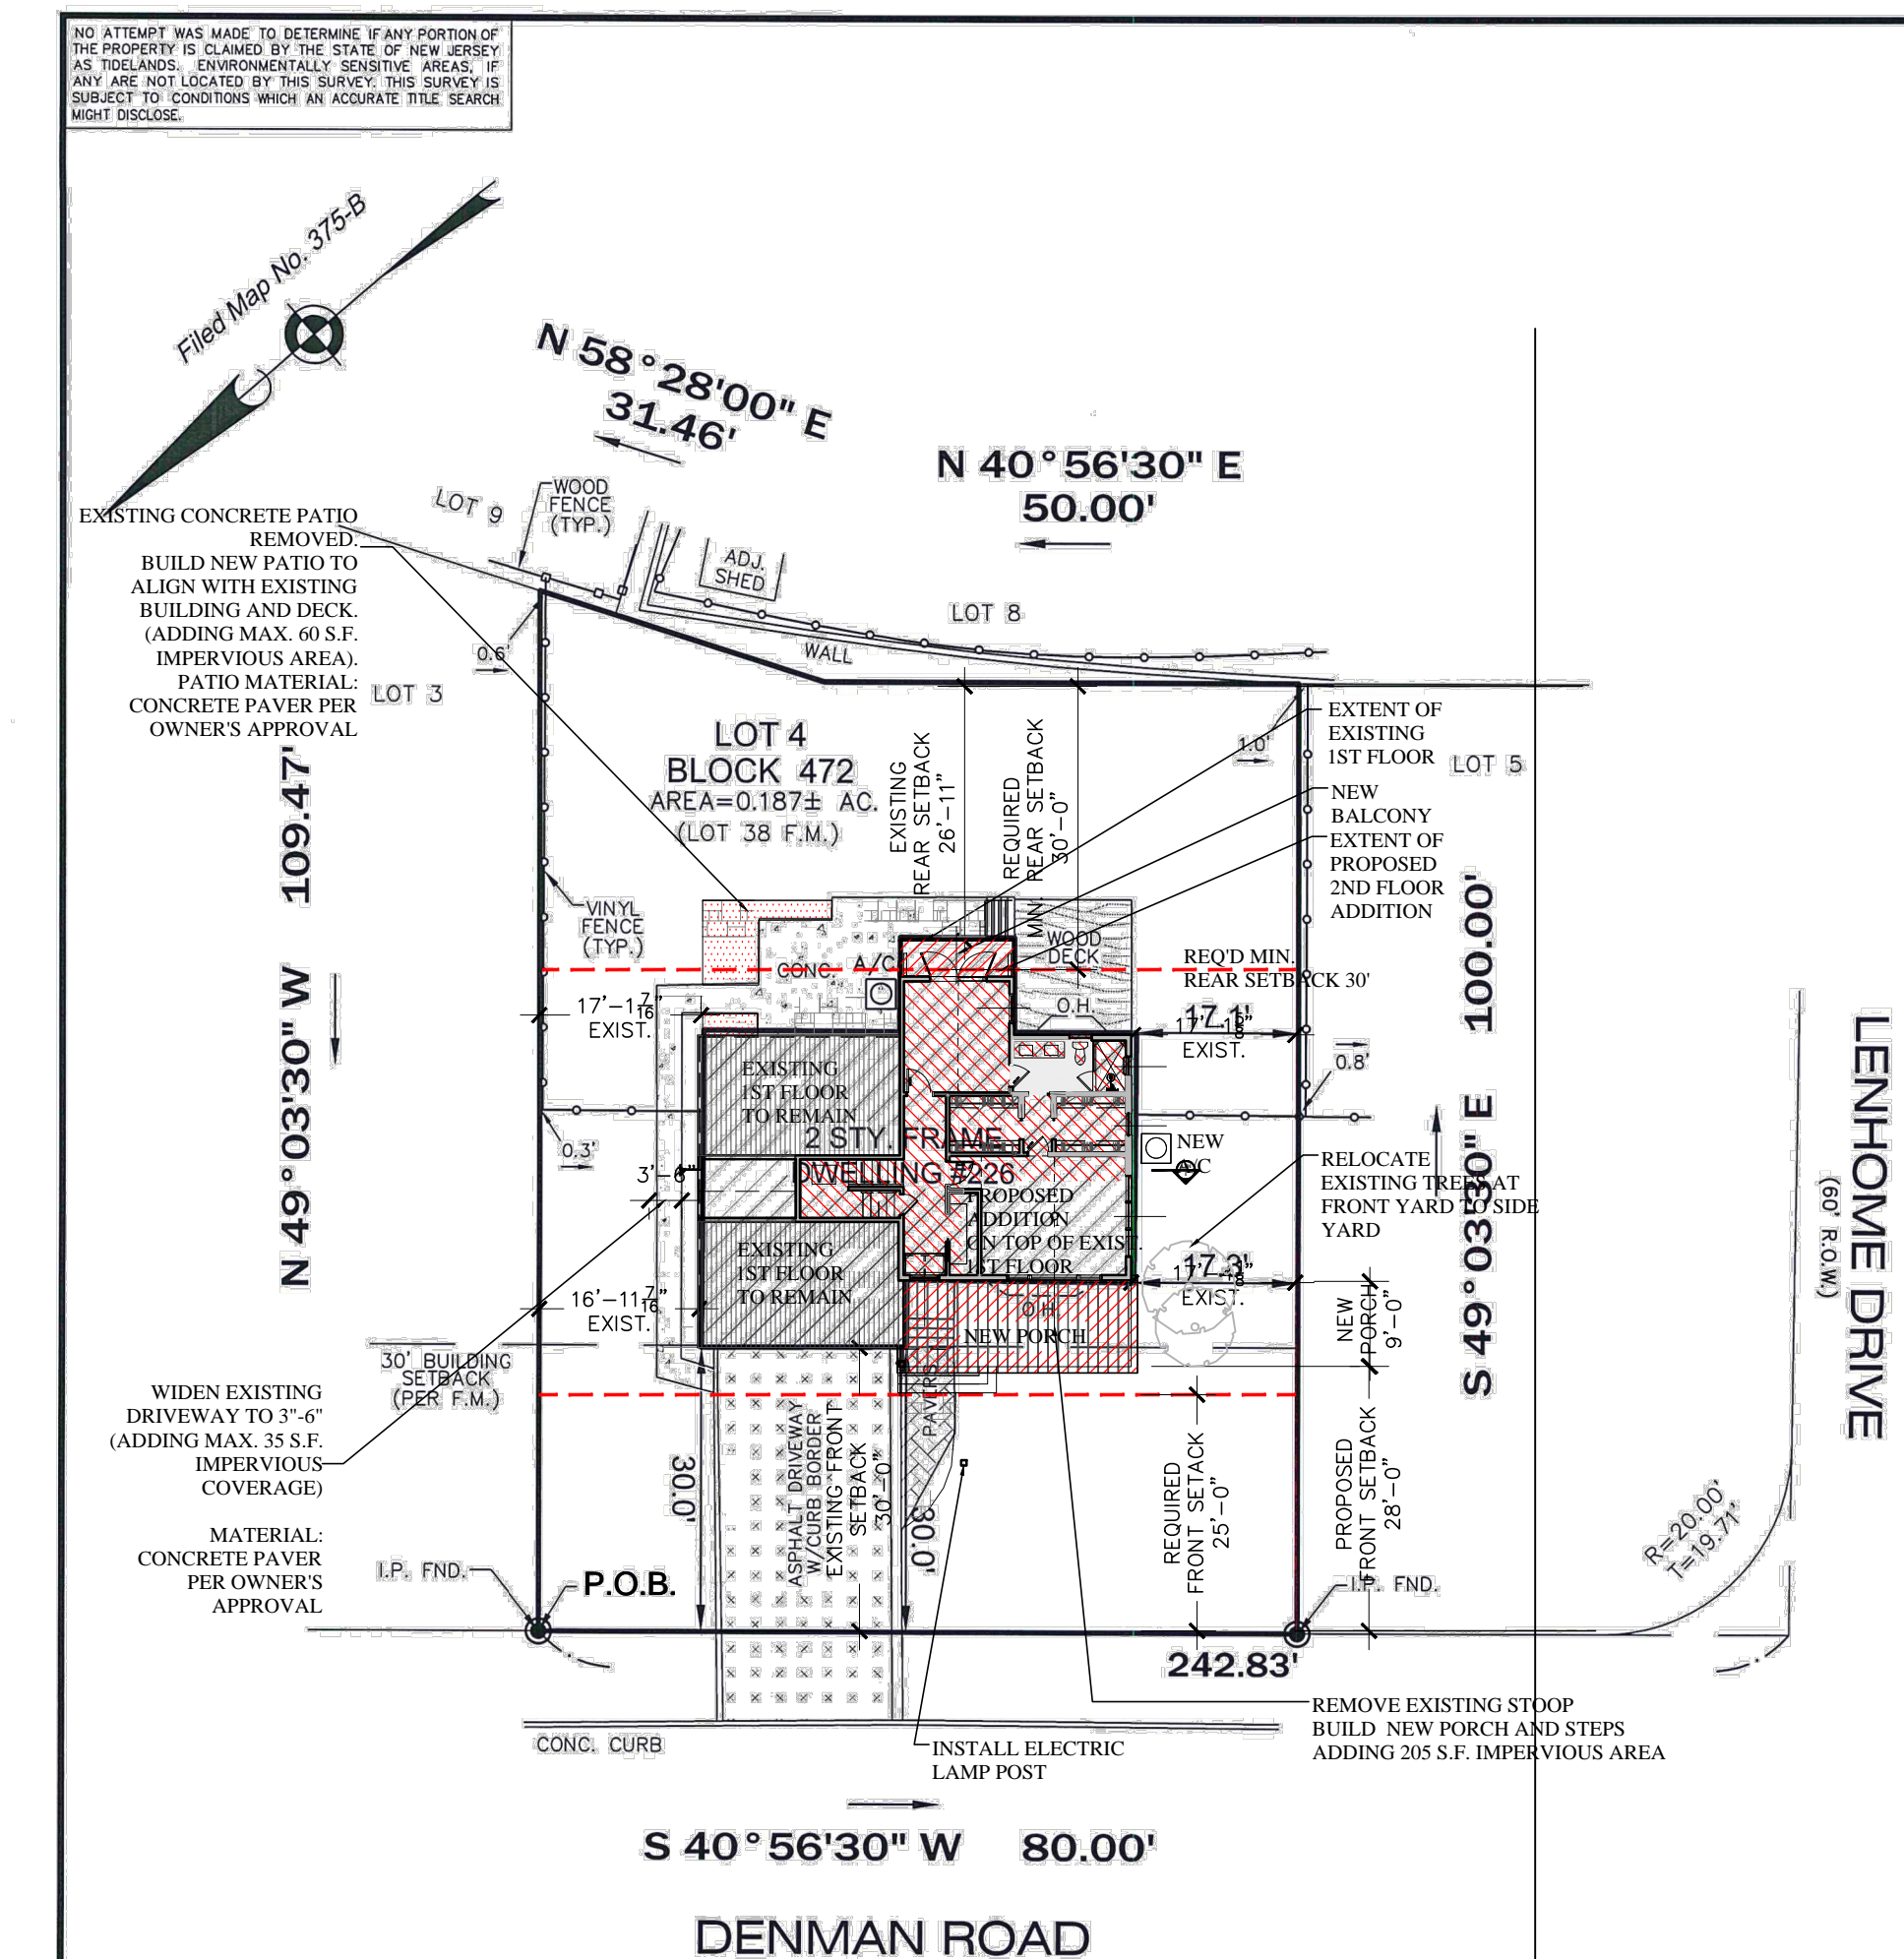 NO ATTEMPT WAS MADE TO DETERMINE IF ANY PORTION OF
THE PROPERTY IS CLAIMED BY THE STATE OF NEW JERSEY
AS TIDELANDS. ENVIRONMENTALLY SENSITIVE AREAS, IF
ANY ARE NOT LOCATED BY THIS SURVEY. THIS SURVEY IS
SUBJECT TO CONDITIONS WHICH AN ACCURATE TITLE SEARCH
MIGHT DISCLOSE.
Filed Map No. 375-B
N 58°28'00" E
31.46'
N 40°56'30" E
50.00'
LOT 9
WOOD
FENCE
(TYP.)
ADJ.
SHED
LOT 8
WALL
EXISTING CONCRETE PATIO
REMOVED.
BUILD NEW PATIO TO
ALIGN WITH EXISTING
BUILDING AND DECK.
(ADDING MAX. 60 S.F.
IMPERVIOUS AREA).
PATIO MATERIAL:
CONCRETE PAVER PER
OWNER'S APPROVAL
0.6'
LOT 3
LOT 4
BLOCK 472
AREA=0.187± AC.
(LOT 38 F.M.)
EXISTING
REAR SETBACK
26'-11"
REQUIRED
MIN. REAR SETBACK
30'-0"
1.0'
EXTENT OF
EXISTING
1ST FLOOR
LOT 5
NEW
BALCONY
EXTENT OF
PROPOSED
2ND FLOOR
ADDITION
N 49°03'30" W 109.47'
S 49°03'30" E 100.00'
VINYL
FENCE
(TYP.)
CONC.
A/C
WOOD
DECK
REQ'D MIN.
REAR SETBACK 30'
17'-1 7/16"
EXIST.
O.H.
17.1'
EXIST.
0.8'
EXISTING
1ST FLOOR
TO REMAIN
2 STY. FRAME
DWELLING #226
0.3'
3'-6"
NEW
A/C
RELOCATE
EXISTING TREES AT
FRONT YARD TO SIDE
YARD
PROPOSED
ADDITION
ON TOP OF EXIST.
1ST FLOOR
EXISTING
1ST FLOOR
TO REMAIN
16'-11 7/16"
EXIST.
17.3'
EXIST.
O.H.
NEW PORCH
NEW
PORCH
9'-0"
30' BUILDING
SETBACK
(PER F.M.)
WIDEN EXISTING
DRIVEWAY TO 3"-6"
(ADDING MAX. 35 S.F.
IMPERVIOUS
COVERAGE)
MATERIAL:
CONCRETE PAVER
PER OWNER'S
APPROVAL
30.0'
ASPHALT DRIVEWAY
W/CURB BORDER
EXISTING FRONT
SETBACK
30'-0"
PAVERS
30.0'
REQUIRED
FRONT SETACK
25'-0"
PROPOSED
FRONT SETBACK
28'-0"
LENHOME DRIVE
(60' R.O.W.)
R=20.00'
T=19.71'
I.P. FND.
P.O.B.
I.P. FND.
242.83'
CONC. CURB
INSTALL ELECTRIC
LAMP POST
REMOVE EXISTING STOOP
BUILD NEW PORCH AND STEPS
ADDING 205 S.F. IMPERVIOUS AREA
S 40°56'30" W 80.00'
DENMAN ROAD